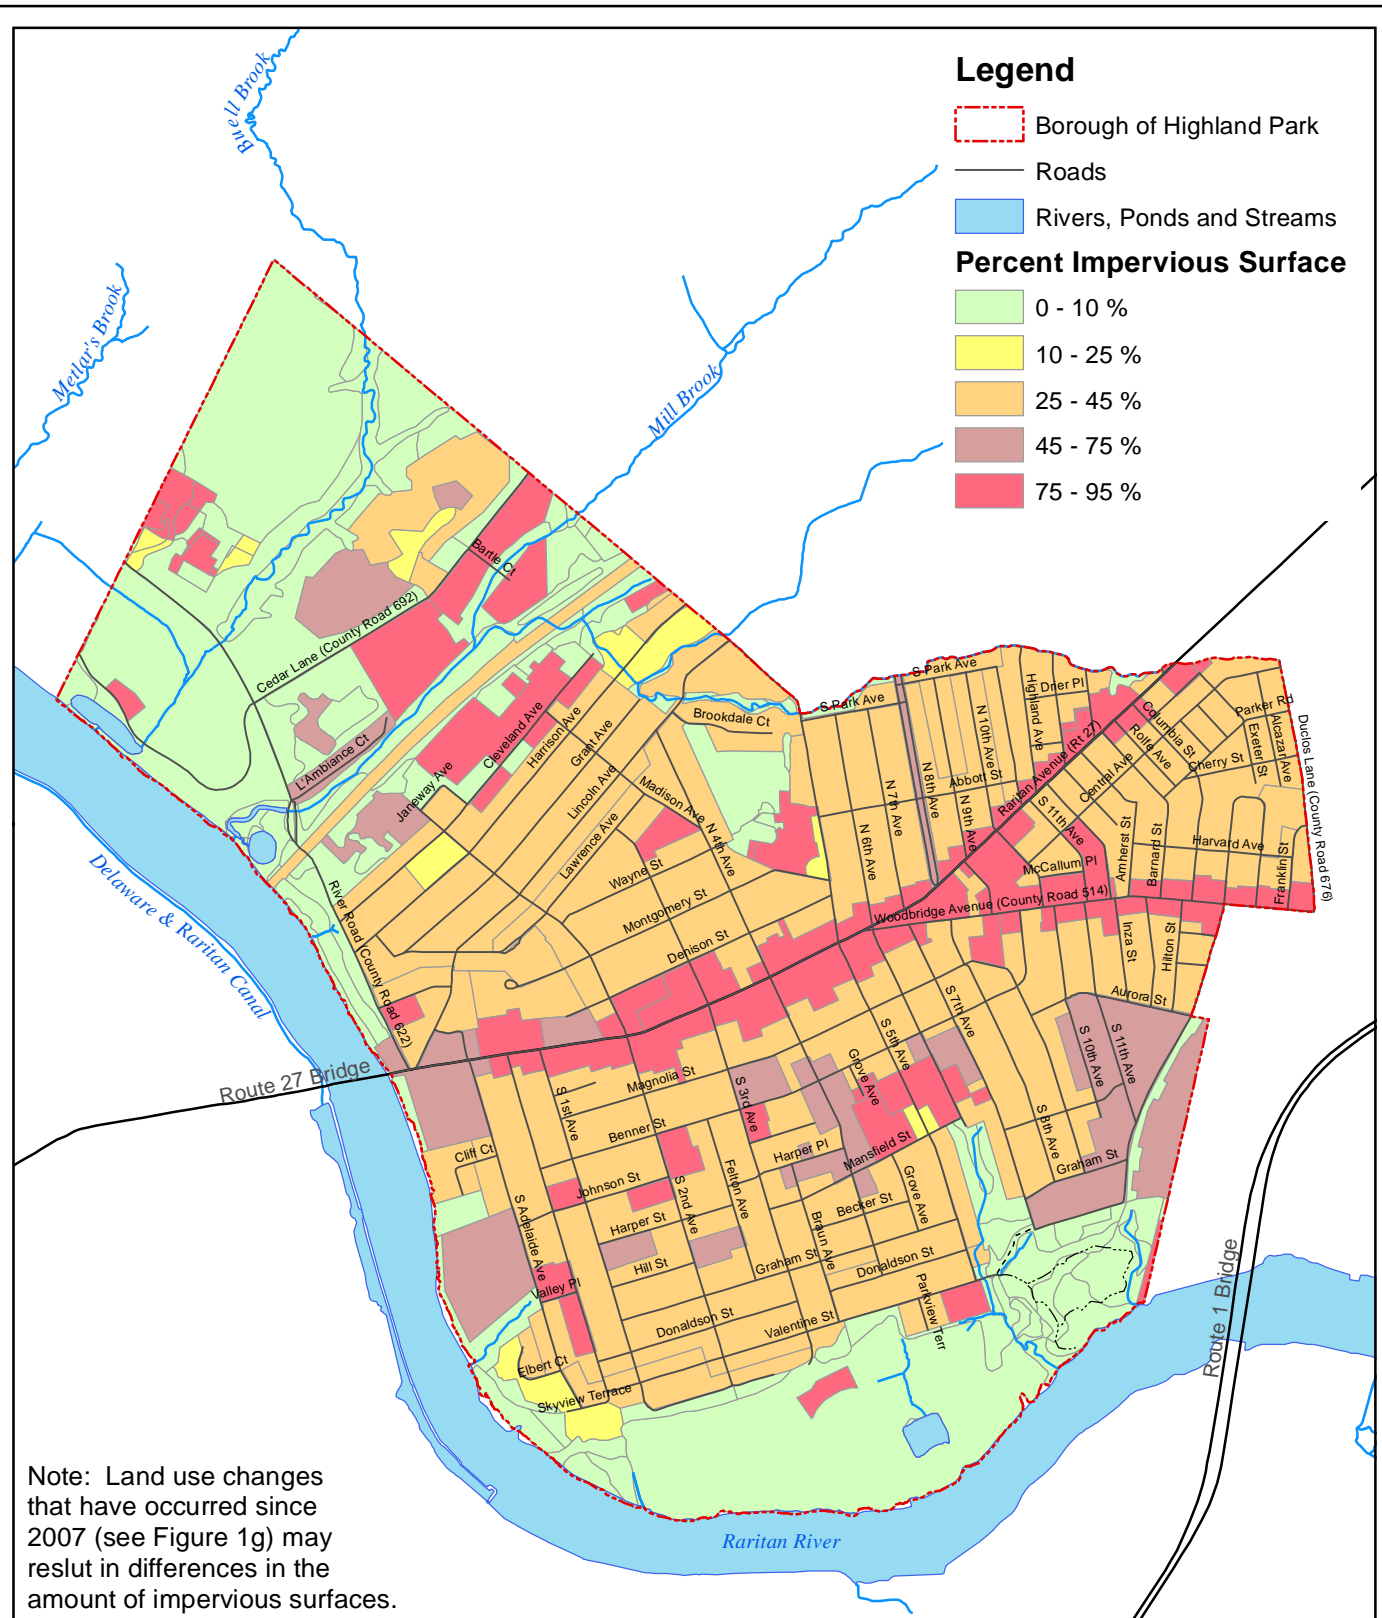 Legend
Borough of Highland Park
Roads
Rivers, Ponds and Streams
Percent Impervious Surface
0 - 10 %
10 - 25 %
25 - 45 %
45 - 75 %
75 - 95 %
Buell Brook
Metlar's Brook
Mill Brook
Bartle Ct
Cedar Lane (County Road 692)
L'Ambiance Ct
Janeway Ave
Cleveland Ave
Harrison Ave
Grant Ave
Lincoln Ave
Lawrence Ave
Madison Ave
N 4th Ave
Brookdale Ct
Wayne St
Montgomery St
Denison St
River Road (County Road 622)
S Park Ave
S Park Ave
N 6th Ave
N 7th Ave
N 8th Ave
N 9th Ave
N 10th Ave
Highland Ave
Drier Pl
Abbott St
Raritan Avenue (Rt 27)
S 11th Ave
Central Ave
Rolfe Ave
Columbia St
Parker Rd
Alcazar Ave
Exeter St
Cherry St
Duclos Lane (County Road 676)
McCallum Pl
Amherst St
Barnard St
Harvard Ave
Franklin St
Woodbridge Avenue (County Road 514)
Inza St
Hilton St
Aurora St
Delaware & Raritan Canal
Route 27 Bridge
S 7th Ave
S 5th Ave
Grove Ave
S 10th Ave
S 11th Ave
S 8th Ave
Graham St
Magnolia St
S 1st Ave
S 3rd Ave
Benner St
Cliff Ct
Harper Pl
Mansfield St
Johnson St
S 2nd Ave
Felton Ave
Becker St
Grove Ave
Harper St
S Adelaide Ave
Braun Ave
Hill St
Graham St
Donaldson St
Valley Pl
Parkview Terr
Donaldson St
Valentine St
Elbert Ct
Skyview Terrace
Route 1 Bridge
Raritan River
Note: Land use changes
that have occurred since
2007 (see Figure 1g) may
reslut in differences in the
amount of impervious surfaces.